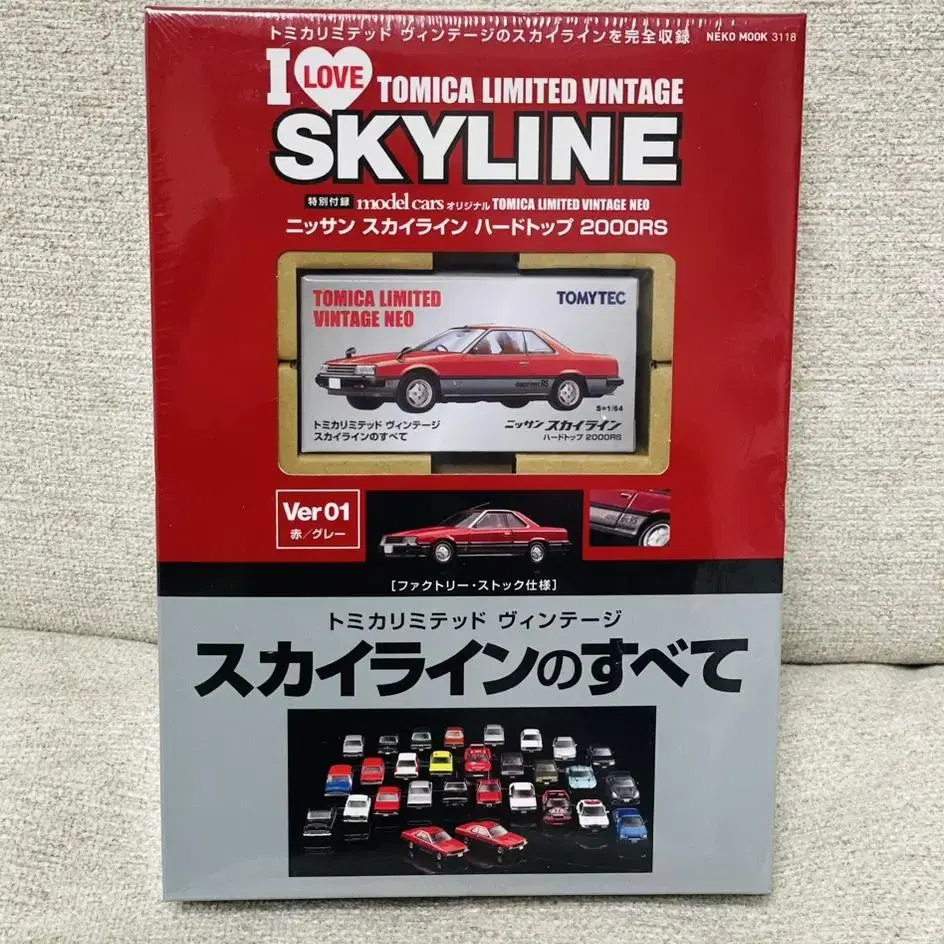 トミカリミテッド ヴィンテージのスカイラインを完全収録 NEKO MOOK 3118
I LOVE TOMICA LIMITED VINTAGE
SKYLINE
特別付録 model cars オリジナル TOMICA LIMITED VINTAGE NEO
ニッサン スカイライン ハードトップ 2000RS
TOMICA LIMITED
VINTAGE NEO
TOMYTEC
S=1/64
トミカリミテッド ヴィンテージ
スカイラインのすべて
ニッサン スカイライン
ハードトップ 2000RS
Ver 01
赤/グレー
[ファクトリー・ストック仕様]
トミカリミテッド ヴィンテージ
スカイラインのすべて